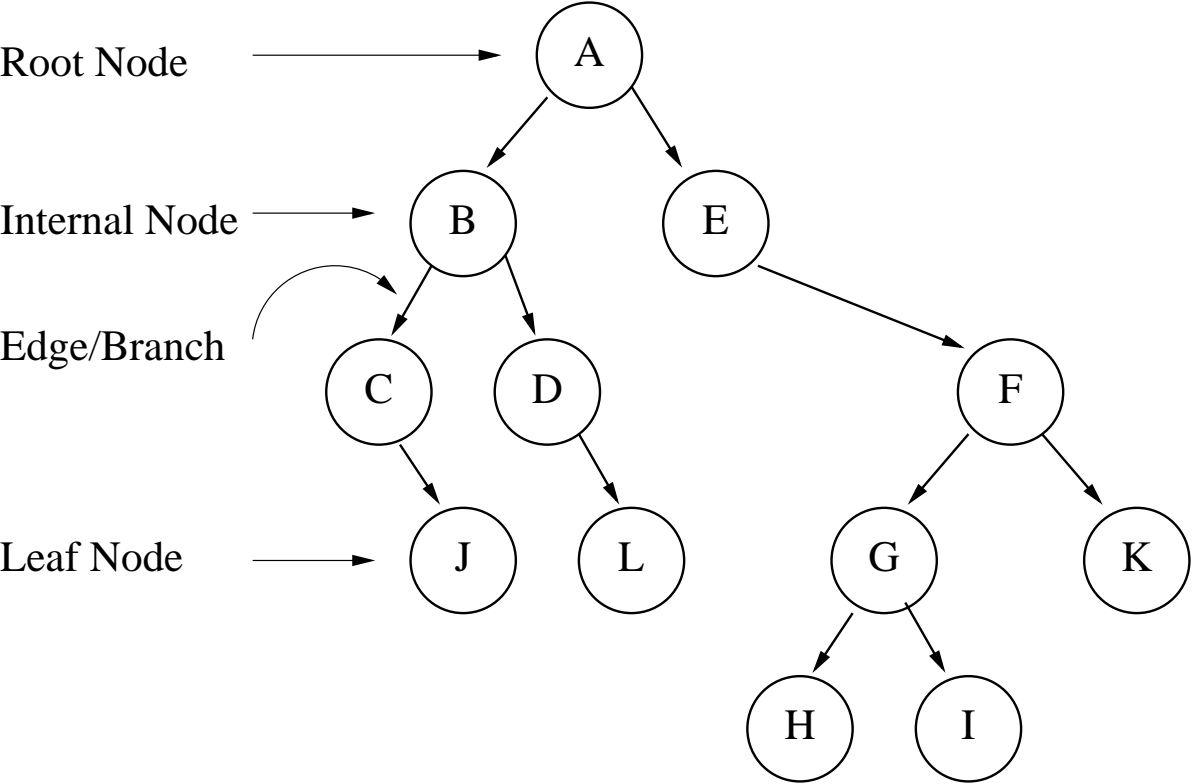 Root Node
A
Internal Node
B
E
Edge/Branch
C
D
F
Leaf Node
J
L
G
K
H
I